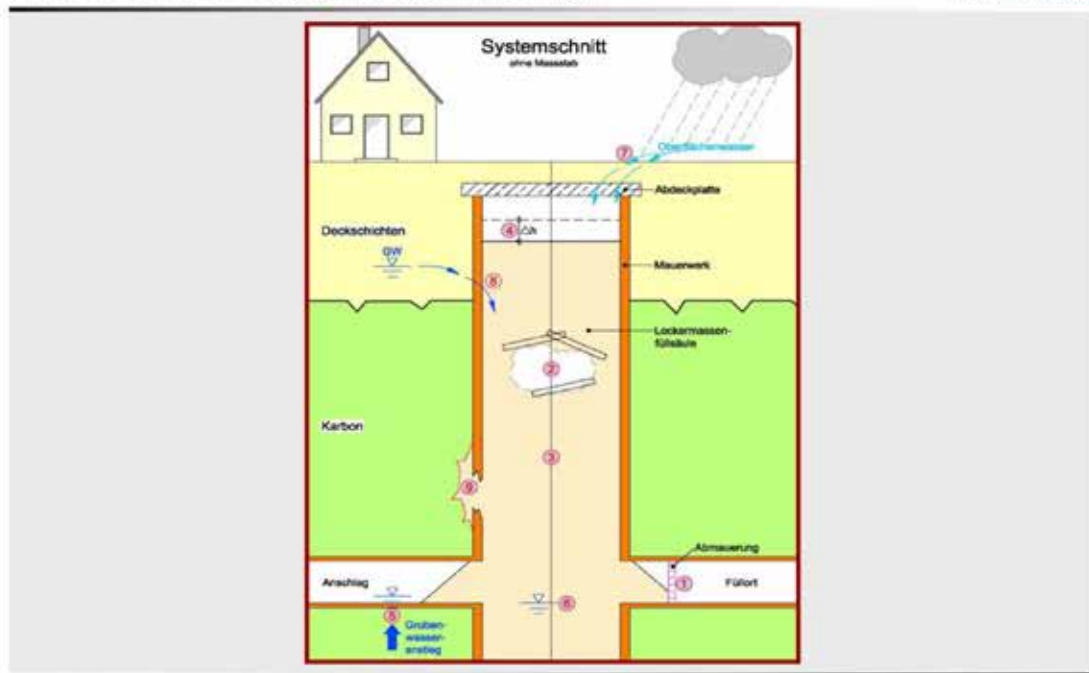 Systemschnitt
ohne Massstab
⑦
Oberflächenwasser
Abdeckplatte
④ Δh
Deckschichten
GW
Mauerwerk
⑧
Lockermassen-
füllsäule
②
Karbon
③
⑨
Abmauerung
Anschlag
①
Füllort
⑤
⑥
Gruben-
wasser-
anstieg